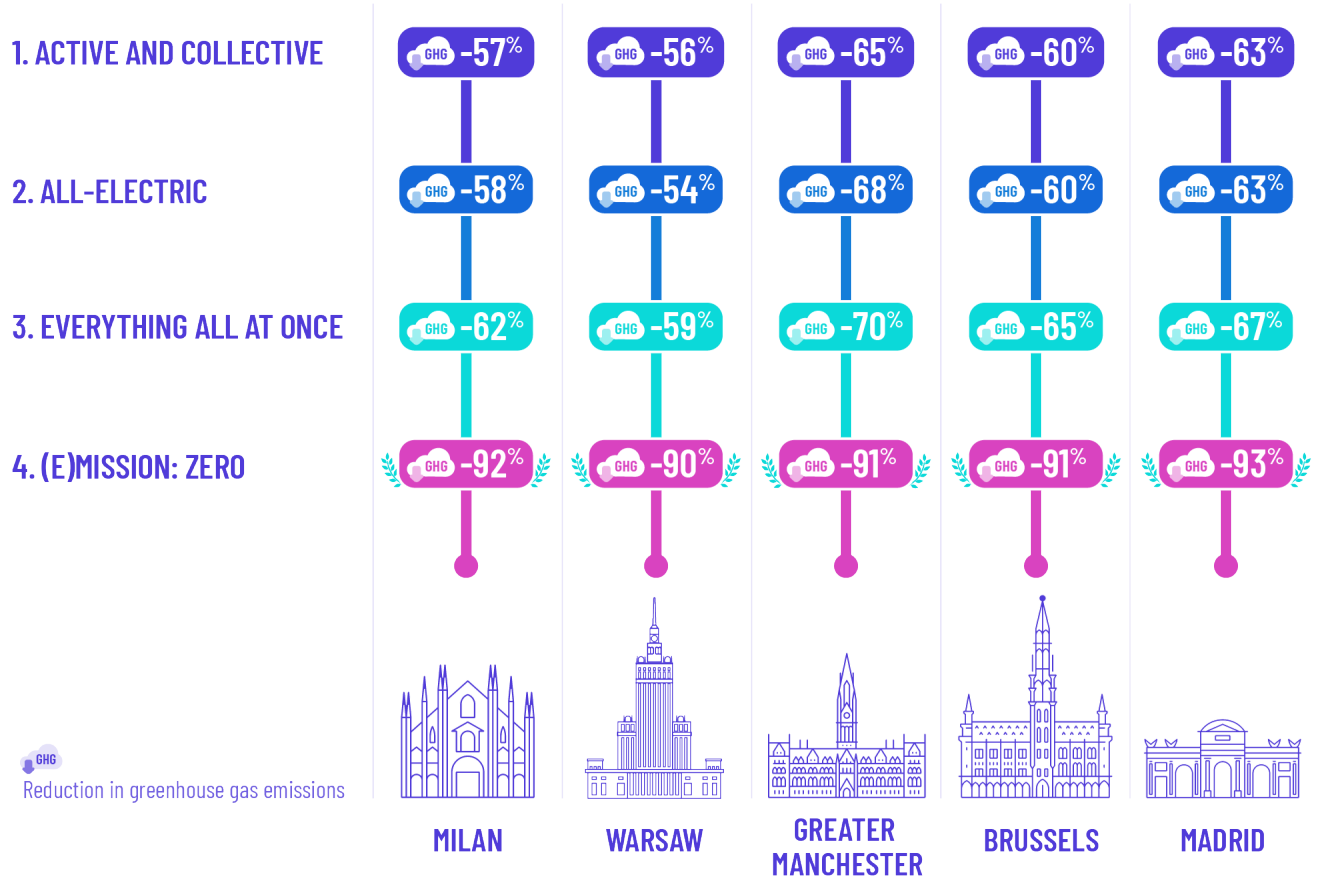 1. ACTIVE AND COLLECTIVE
GHG -57% GHG -56% GHG -65% GHG -60% GHG -63%
2. ALL-ELECTRIC
GHG -58% GHG -54% GHG -68% GHG -60% GHG -63%
3. EVERYTHING ALL AT ONCE
GHG -62% GHG -59% GHG -70% GHG -65% GHG -67%
4. (E)MISSION: ZERO
GHG -92% GHG -90% GHG -91% GHG -91% GHG -93%
GHG
Reduction in greenhouse gas emissions
MILAN
WARSAW
GREATER
MANCHESTER
BRUSSELS
MADRID